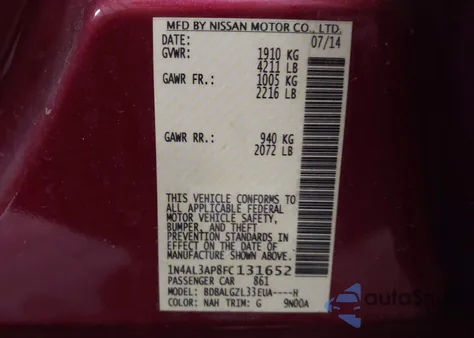 MFD BY NISSAN MOTOR CO., LTD.
DATE: 07/14
GVWR: 1910 KG
4211 LB
GAWR FR.: 1005 KG
2216 LB
GAWR RR.: 940 KG
2072 LB
THIS VEHICLE CONFORMS TO
ALL APPLICABLE FEDERAL
MOTOR VEHICLE SAFETY,
BUMPER, AND THEFT
PREVENTION STANDARDS
IN EFFECT ON THE DATE OF
MANUFACTURE SHOWN ABOVE.
1N4AL3AP8FC131652
PASSENGER CAR 861
MODEL: BDBALGZL33EUA----H
COLOR: NAH TRIM: G 9N00A